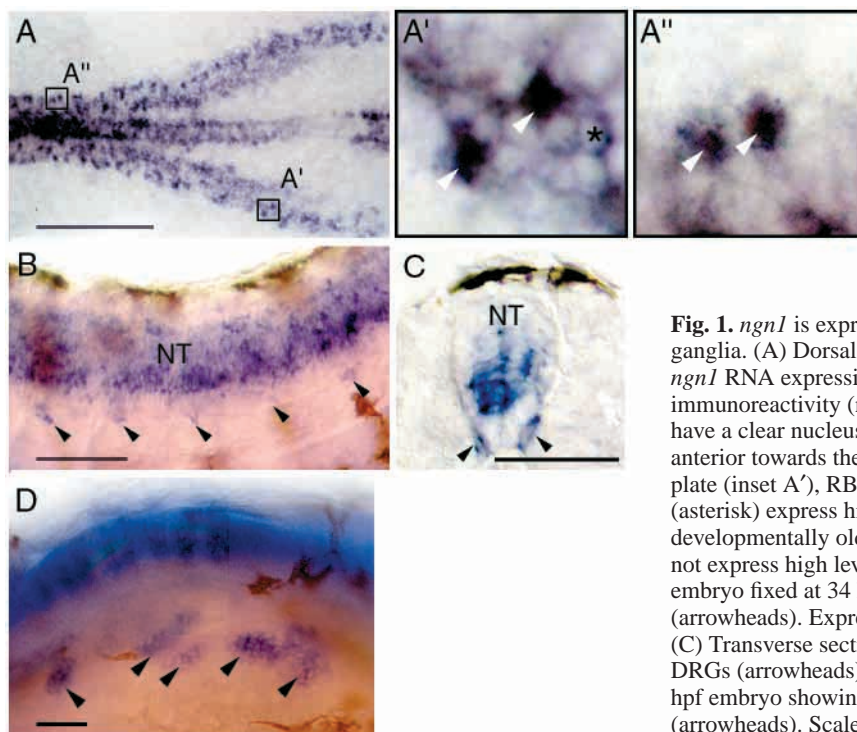 A
A"
A'
A'
*
A"
B
NT
C
NT
D
Fig. 1. ngn1 is expr
ganglia. (A) Dorsal
ngn1 RNA expressi
immunoreactivity (
have a clear nucleus
anterior towards the
plate (inset A′), RB
(asterisk) express hi
developmentally old
not express high lev
embryo fixed at 34
(arrowheads). Expre
(C) Transverse secti
DRGs (arrowheads)
hpf embryo showin
(arrowheads). Scale